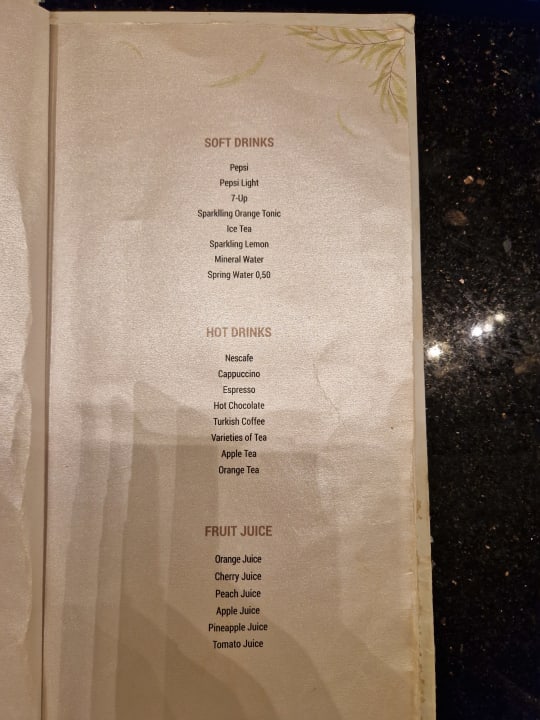 SOFT DRINKS
Pepsi
Pepsi Light
7-Up
Sparklling Orange Tonic
Ice Tea
Sparkling Lemon
Mineral Water
Spring Water 0,50
HOT DRINKS
Nescafe
Cappuccino
Espresso
Hot Chocolate
Turkish Coffee
Varieties of Tea
Apple Tea
Orange Tea
FRUIT JUICE
Orange Juice
Cherry Juice
Peach Juice
Apple Juice
Pineapple Juice
Tomato Juice